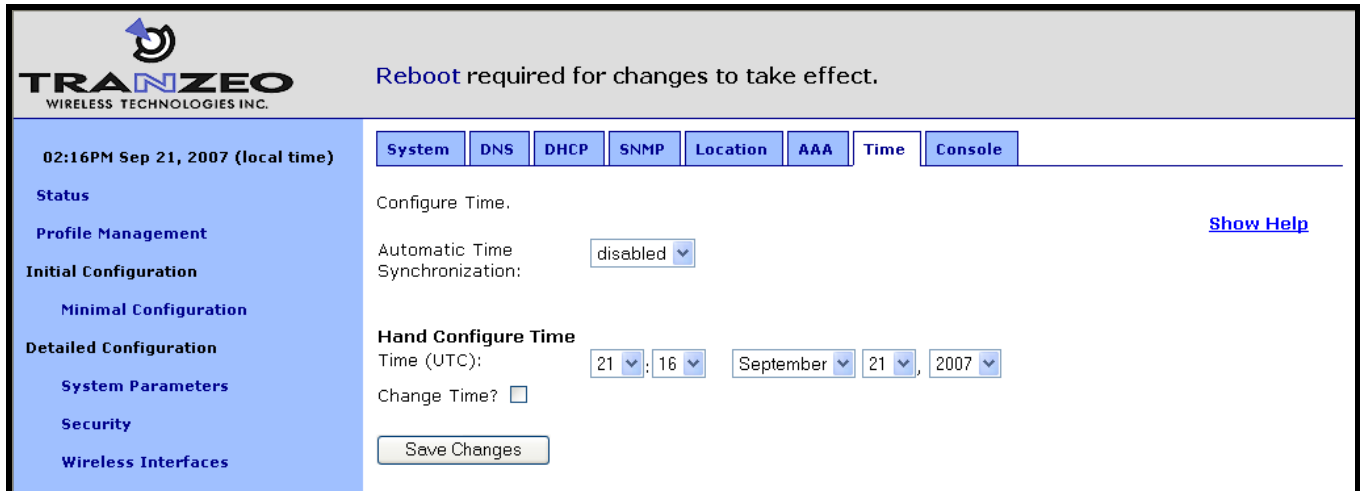 TRANZEO
WIRELESS TECHNOLOGIES INC.
Reboot required for changes to take effect.
02:16PM Sep 21, 2007 (local time)
Status
Profile Management
Initial Configuration
Minimal Configuration
Detailed Configuration
System Parameters
Security
Wireless Interfaces
System DNS DHCP SNMP Location AAA Time Console
Configure Time.
Show Help
Automatic Time
Synchronization: disabled
Hand Configure Time
Time (UTC): 21 : 16 September 21 , 2007
Change Time?
Save Changes